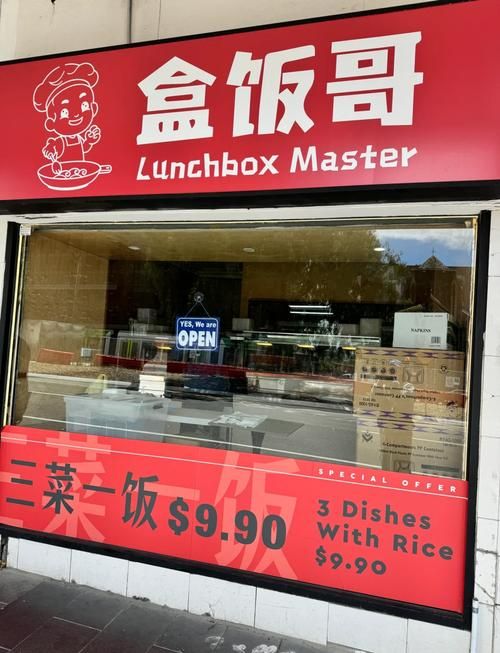 盒饭哥
Lunchbox Master
YES, We are
OPEN
NAPKINS
SPECIAL OFFER
三菜一饭 $9.90
3 Dishes
With Rice
$9.90